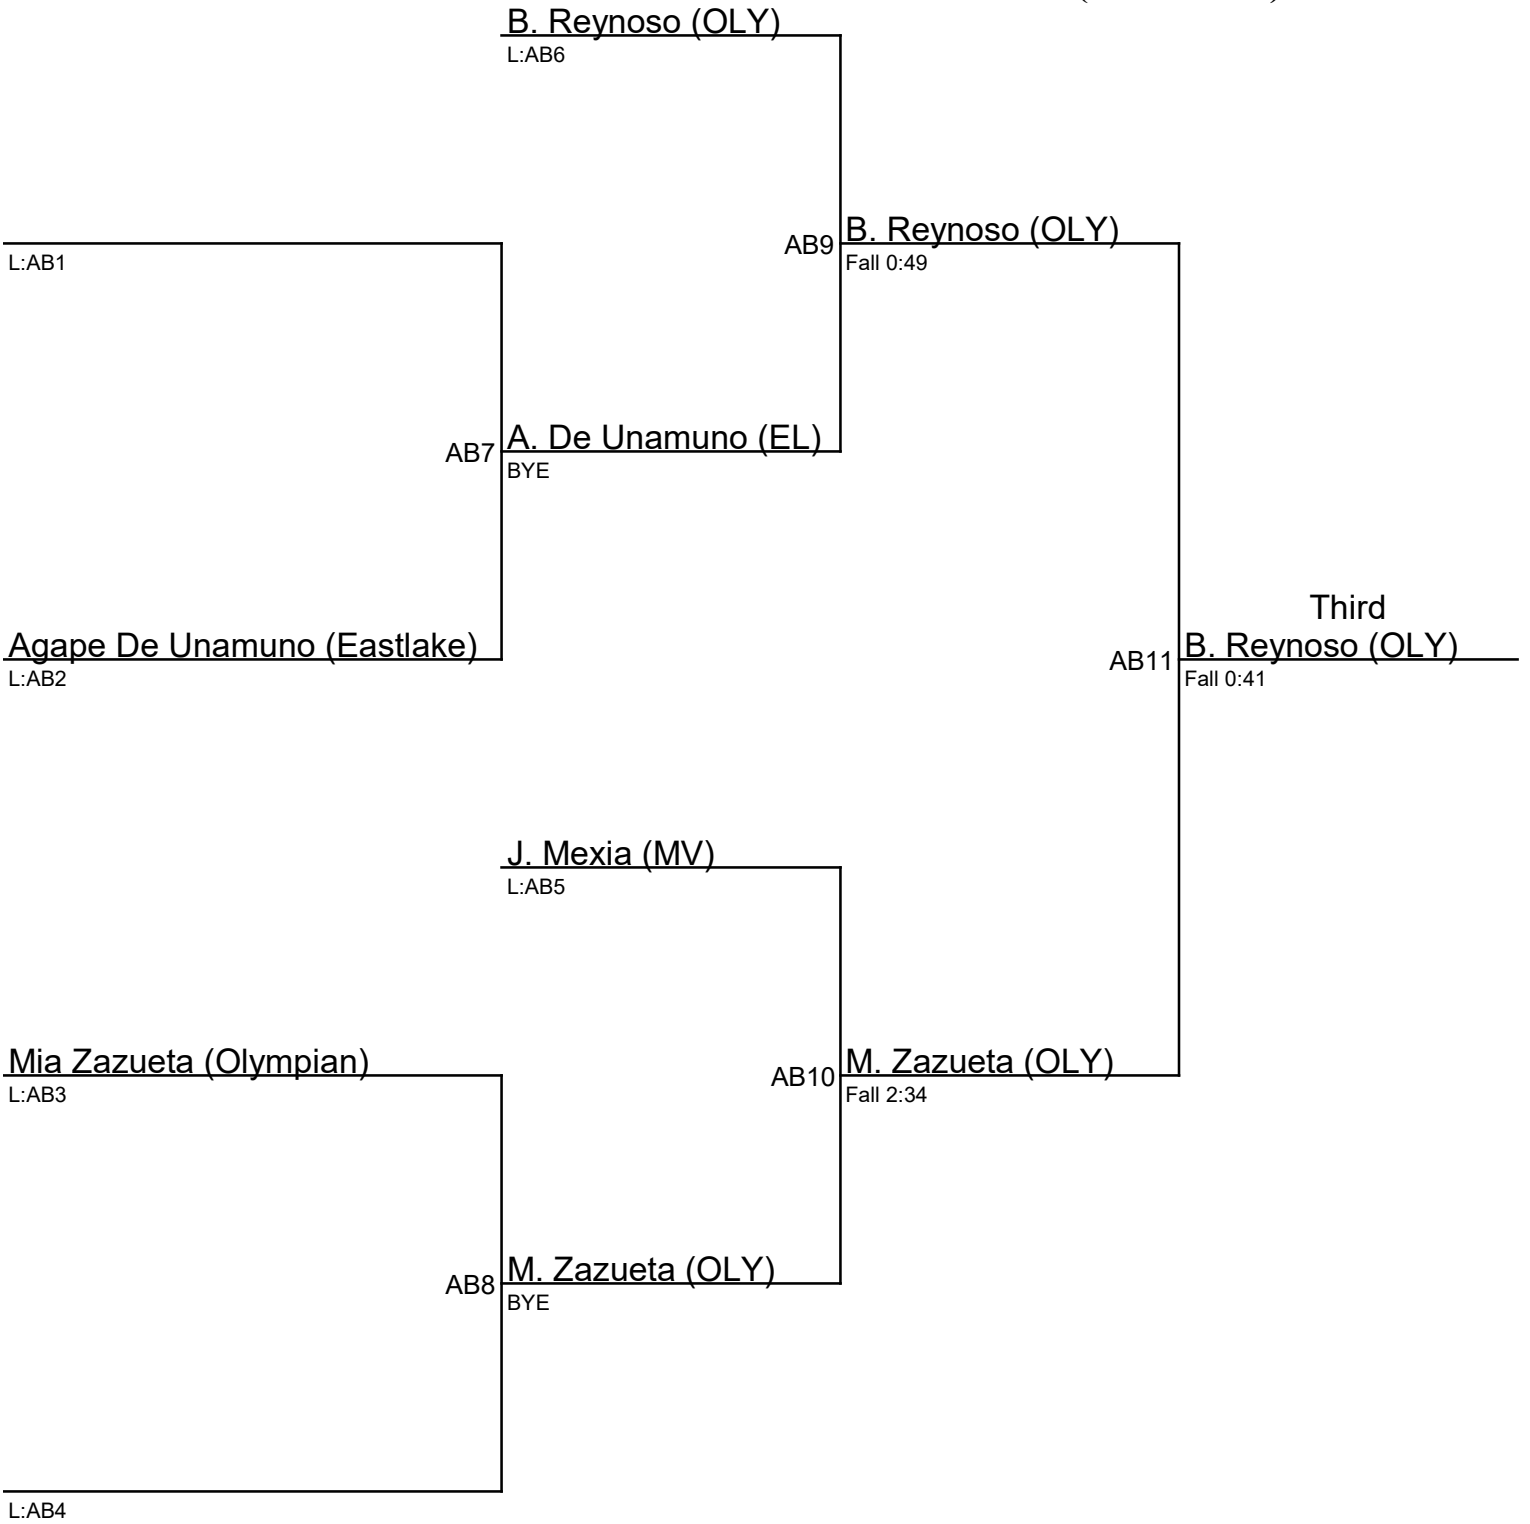 B. Reynoso (OLY)
L:AB6
AB9
B. Reynoso (OLY)
Fall 0:49
L:AB1
AB7
A. De Unamuno (EL)
BYE
Agape De Unamuno (Eastlake)
L:AB2
Third
AB11
B. Reynoso (OLY)
Fall 0:41
J. Mexia (MV)
L:AB5
Mia Zazueta (Olympian)
L:AB3
AB10
M. Zazueta (OLY)
Fall 2:34
AB8
M. Zazueta (OLY)
BYE
L:AB4